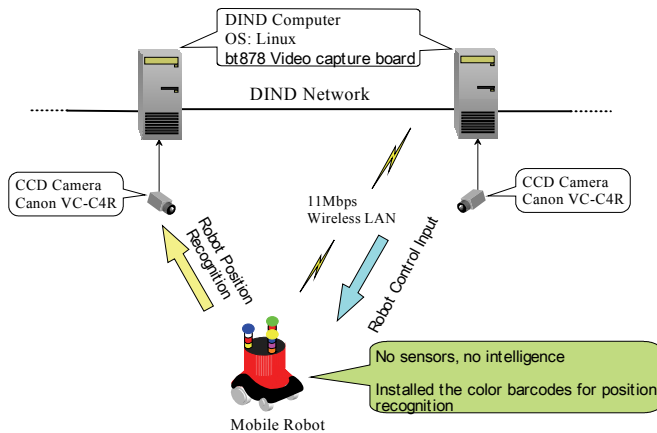 DIND Computer
OS: Linux
bt878 Video capture board
DIND Network
CCD Camera
Canon VC-C4R
CCD Camera
Canon VC-C4R
11Mbps
Wireless LAN
Robot Position
Recognition
Robot Control Input
No sensors, no intelligence
Installed the color barcodes for position
recognition
Mobile Robot